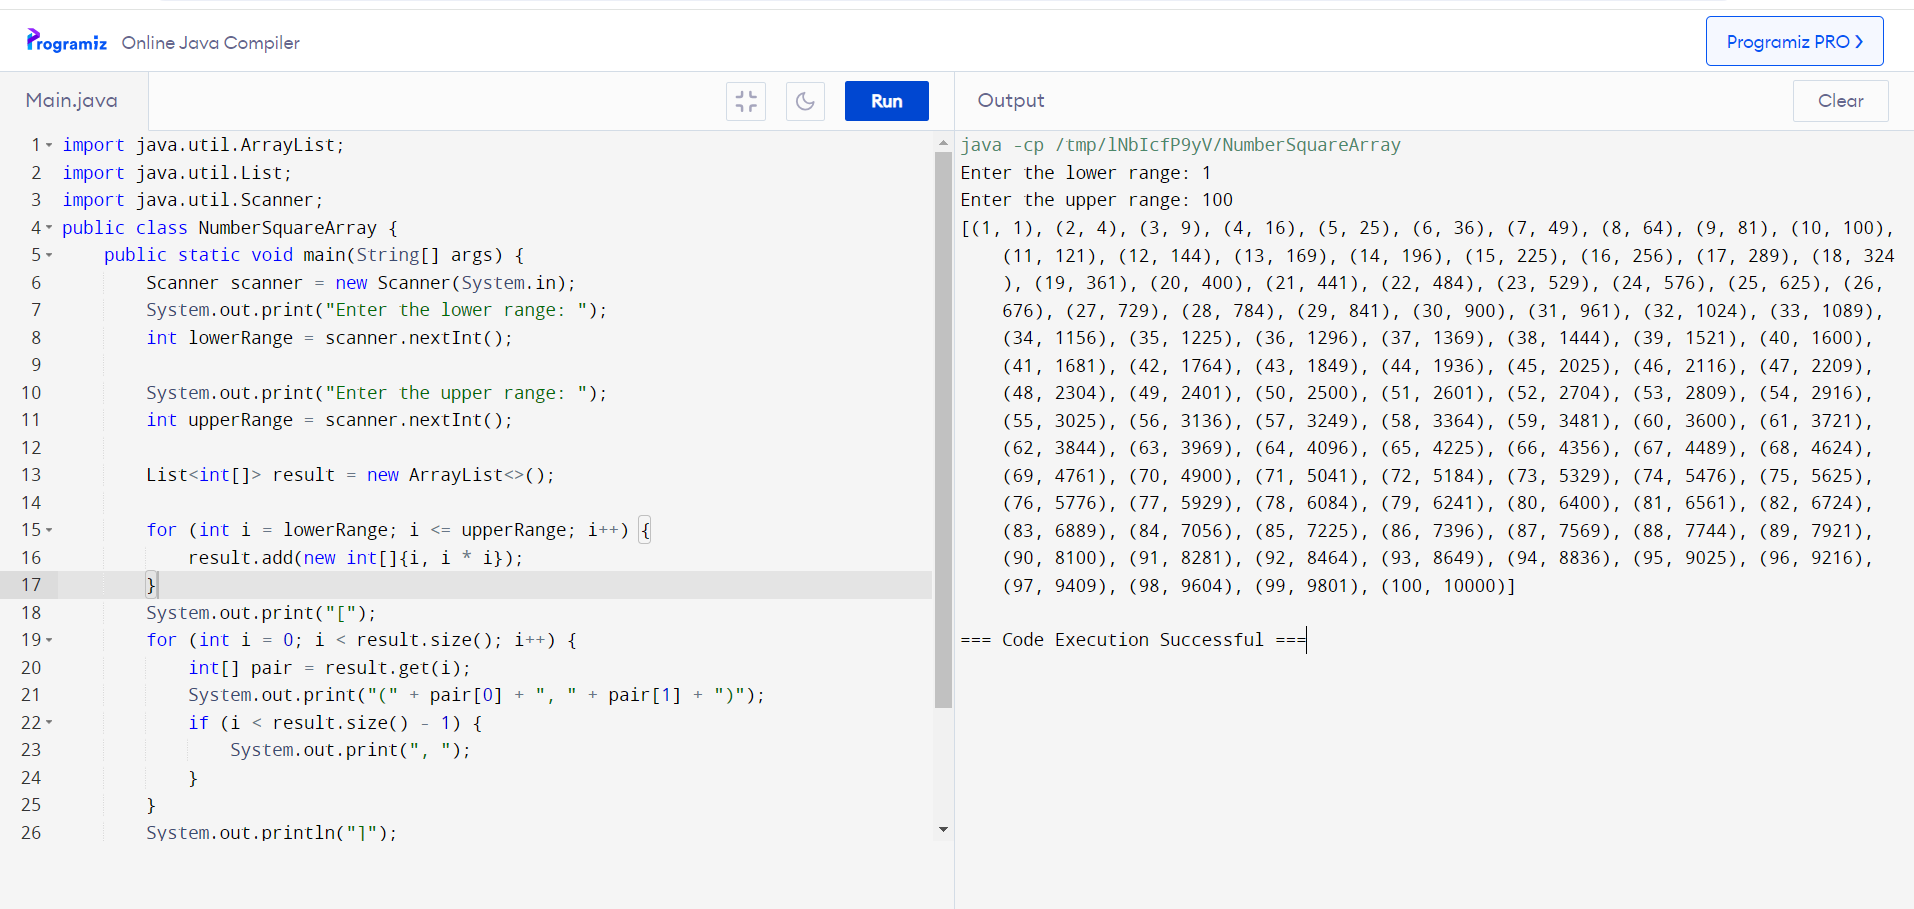 Programiz Online Java Compiler
Programiz PRO
Main.java
Run
Output
Clear
1 import java.util.ArrayList;
2 import java.util.List;
3 import java.util.Scanner;
4 public class NumberSquareArray {
5 public static void main(String[] args) {
6 Scanner scanner = new Scanner(System.in);
7 System.out.print("Enter the lower range: ");
8 int lowerRange = scanner.nextInt();
9
10 System.out.print("Enter the upper range: ");
11 int upperRange = scanner.nextInt();
12
13 List<int[]> result = new ArrayList<>();
14
15 for (int i = lowerRange; i <= upperRange; i++) {
16 result.add(new int[]{i, i * i});
17 }
18 System.out.print("[");
19 for (int i = 0; i < result.size(); i++) {
20 int[] pair = result.get(i);
21 System.out.print("(" + pair[0] + ", " + pair[1] + ")");
22 if (i < result.size() - 1) {
23 System.out.print(", ");
24 }
25 }
26 System.out.println("]");
java -cp /tmp/lNbIcfP9yV/NumberSquareArray
Enter the lower range: 1
Enter the upper range: 100
[(1, 1), (2, 4), (3, 9), (4, 16), (5, 25), (6, 36), (7, 49), (8, 64), (9, 81), (10, 100),
(11, 121), (12, 144), (13, 169), (14, 196), (15, 225), (16, 256), (17, 289), (18, 324
), (19, 361), (20, 400), (21, 441), (22, 484), (23, 529), (24, 576), (25, 625), (26,
676), (27, 729), (28, 784), (29, 841), (30, 900), (31, 961), (32, 1024), (33, 1089),
(34, 1156), (35, 1225), (36, 1296), (37, 1369), (38, 1444), (39, 1521), (40, 1600),
(41, 1681), (42, 1764), (43, 1849), (44, 1936), (45, 2025), (46, 2116), (47, 2209),
(48, 2304), (49, 2401), (50, 2500), (51, 2601), (52, 2704), (53, 2809), (54, 2916),
(55, 3025), (56, 3136), (57, 3249), (58, 3364), (59, 3481), (60, 3600), (61, 3721),
(62, 3844), (63, 3969), (64, 4096), (65, 4225), (66, 4356), (67, 4489), (68, 4624),
(69, 4761), (70, 4900), (71, 5041), (72, 5184), (73, 5329), (74, 5476), (75, 5625),
(76, 5776), (77, 5929), (78, 6084), (79, 6241), (80, 6400), (81, 6561), (82, 6724),
(83, 6889), (84, 7056), (85, 7225), (86, 7396), (87, 7569), (88, 7744), (89, 7921),
(90, 8100), (91, 8281), (92, 8464), (93, 8649), (94, 8836), (95, 9025), (96, 9216),
(97, 9409), (98, 9604), (99, 9801), (100, 10000)]
=== Code Execution Successful ===